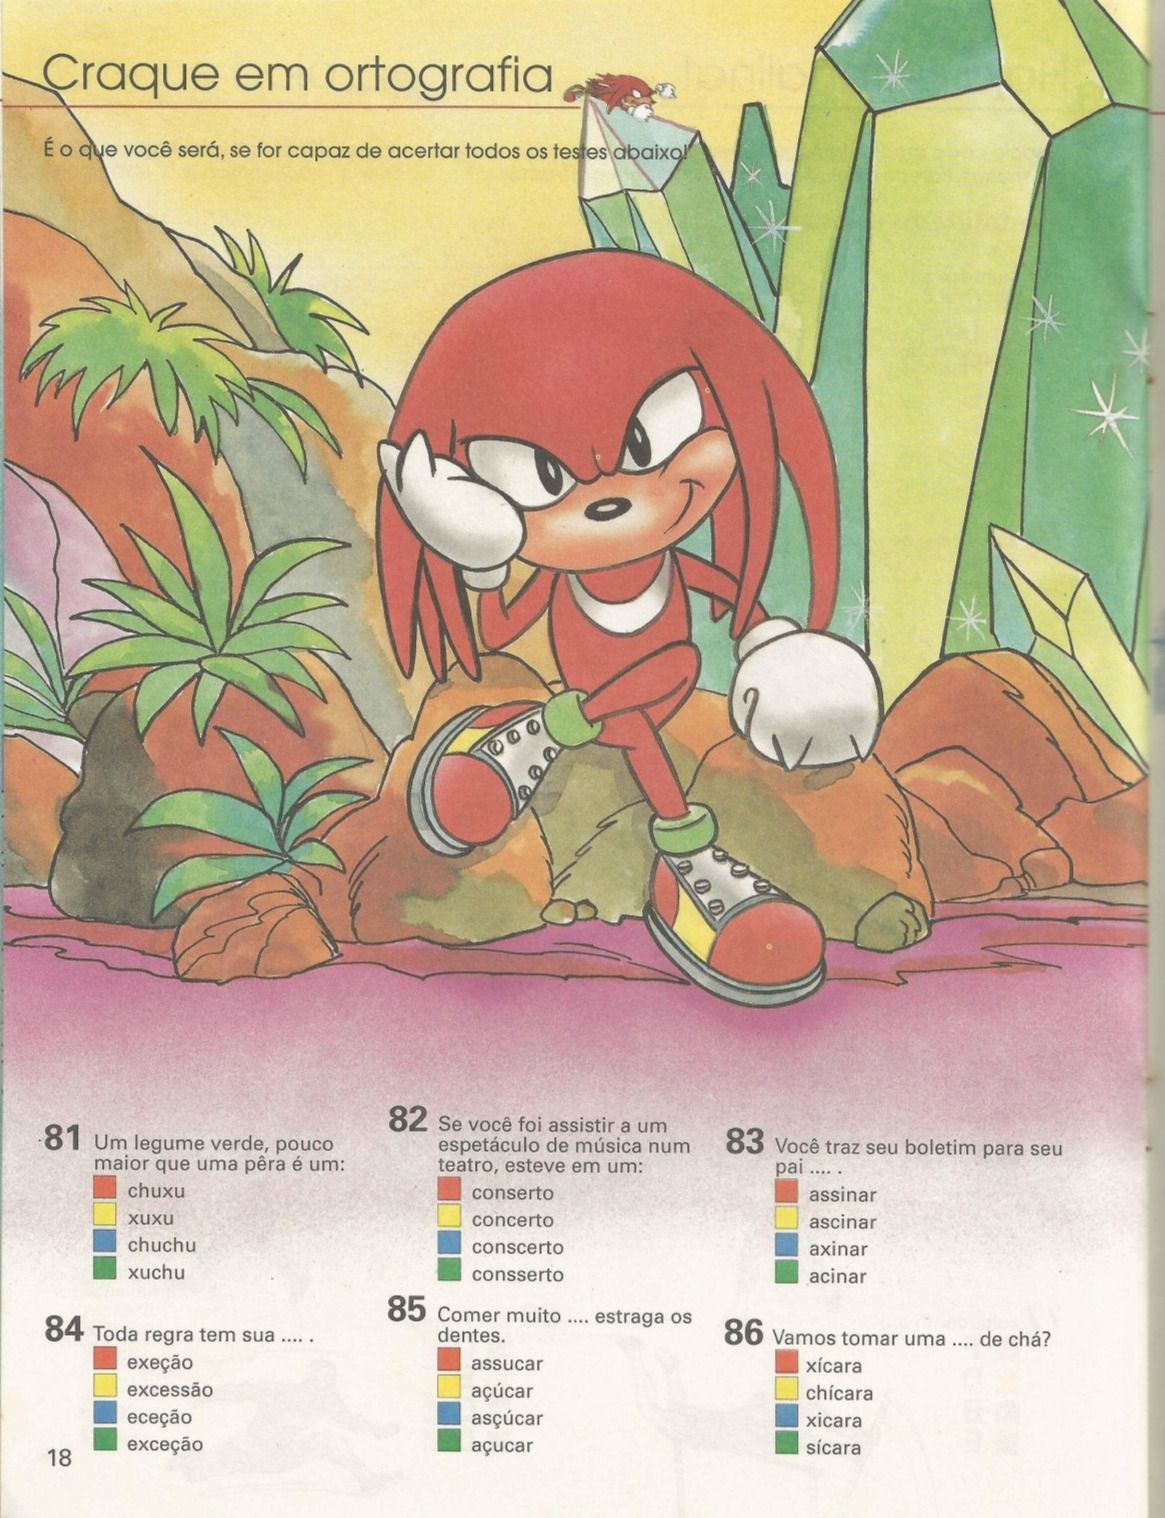 Craque em ortografia
É o que você será, se for capaz de acertar todos os testes abaixo!
81 Um legume verde, pouco
maior que uma pêra é um:
chuxu
xuxu
chuchu
xuchu
82 Se você foi assistir a um
espetáculo de música num
teatro, esteve em um:
conserto
concerto
conscerto
consserto
83 Você traz seu boletim para seu
pai .... .
assinar
ascinar
axinar
acinar
84 Toda regra tem sua .... .
exeção
excessão
eceção
exceção
85 Comer muito .... estraga os
dentes.
assucar
açúcar
asçúcar
açucar
86 Vamos tomar uma .... de chá?
xícara
chícara
xicara
sícara
18